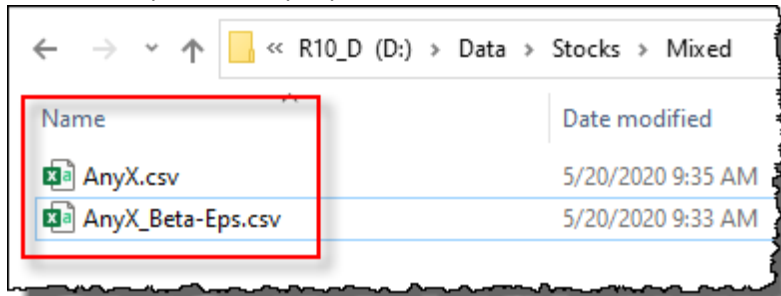 « R10_D (D:) > Data > Stocks > Mixed
Name Date modified
AnyX.csv 5/20/2020 9:35 AM
AnyX_Beta-Eps.csv 5/20/2020 9:33 AM